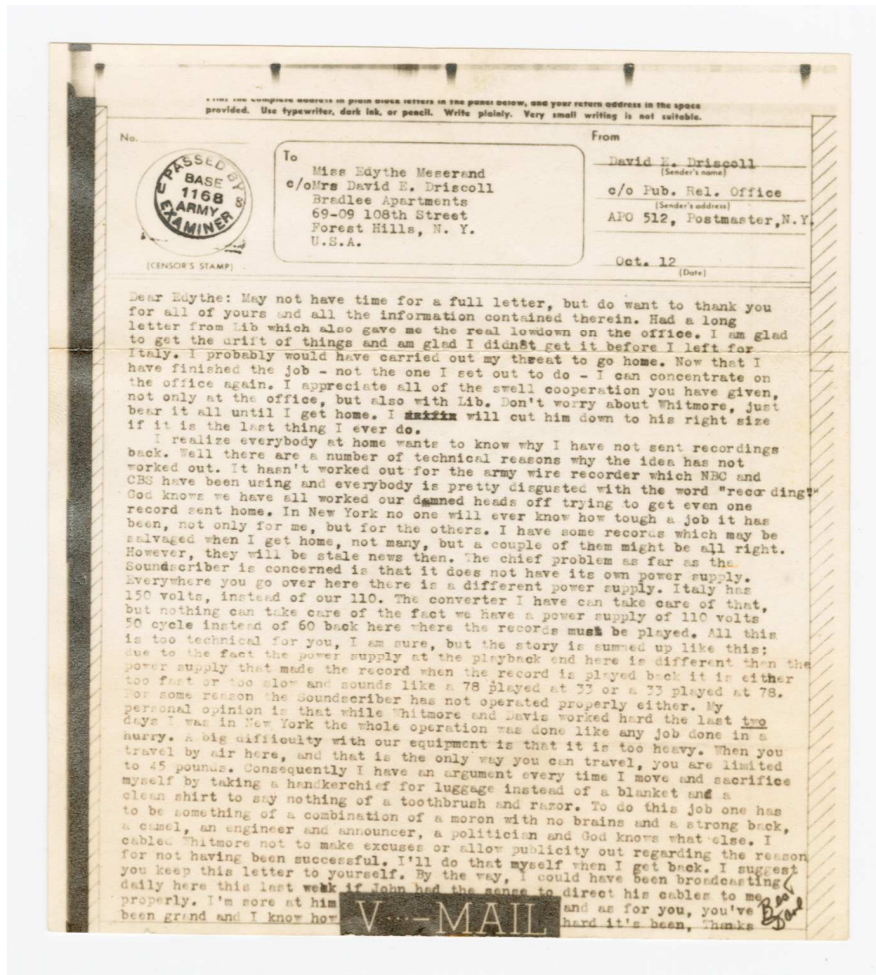 Print the complete address in plain block letters in the panel below, and your return address in the space
provided. Use typewriter, dark ink, or pencil. Write plainly. Very small writing is not suitable.
No.
PASSED BY
BASE
1168
ARMY
EXAMINER
(CENSOR'S STAMP)
To
Miss Edythe Meserand
c/oMrs David E. Driscoll
Bradlee Apartments
69-09 108th Street
Forest Hills, N. Y.
U.S.A.
From
David E. Driscoll
(Sender's name)
c/o Pub. Rel. Office
(Sender's address)
APO 512, Postmaster,N.Y.
Oct. 12
(Date)
Dear Edythe: May not have time for a full letter, but do want to thank you
for all of yours and all the information contained therein. Had a long
letter from Lib which also gave me the real lowdown on the office. I am glad
to get the drift of things and am glad I didn8t get it before I left for
Italy. I probably would have carried out my threat to go home. Now that I
have finished the job - not the one I set out to do - I can concentrate on
the office again. I appreciate all of the swell cooperation you have given,
not only at the office, but also with Lib. Don't worry about Whitmore, just
bear it all until I get home. I will cut him down to his right size
if it is the last thing I ever do.
I realize everybody at home wants to know why I have not sent recordings
back. Well there are a number of technical reasons why the idea has not
worked out. It hasn't worked out for the army wire recorder which NBC and
CBS have been using and everybody is pretty disgusted with the word "recording"
God knows we have all worked our damned heads off trying to get even one
record sent home. In New York no one will ever know how tough a job it has
been, not only for me, but for the others. I have some records which may be
salvaged when I get home, not many, but a couple of them might be all right.
However, they will be stale news then. The chief problem as far as the
Soundscriber is concerned is that it does not have its own power supply.
Everywhere you go over here there is a different power supply. Italy has
150 volts, instead of our 110. The converter I have can take care of that,
but nothing can take care of the fact we have a power supply of 110 volts
50 cycle instead of 60 back here where the records must be played. All this
is too technical for you, I am sure, but the story is summed up like this;
due to the fact the power supply at the playback end here is different then the
power supply that made the record when the record is played back it is either
too fast or too slow and sounds like a 78 played at 33 or a 33 played at 78.
For some reason the Soundscriber has not operated properly either. My
personal opinion is that while Whitmore and Davis worked hard the last two
days I was in New York the whole operation was done like any job done in a
hurry. A big difficulty with our equipment is that it is too heavy. When you
travel by air here, and that is the only way you can travel, you are limited
to 45 pounds. Consequently I have an argument every time I move and sacrifice
myself by taking a handkerchief for luggage instead of a blanket and a
clean shirt to say nothing of a toothbrush and razor. To do this job one has
to be something of a combination of a moron with no brains and a strong back,
a camel, an engineer and announcer, a politician and God knows what else. I
cabled Whitmore not to make excuses or allow publicity out regarding the reason
for not having been successful. I'll do that myself when I get back. I suggest
you keep this letter to yourself. By the way, I could have been broadcasting
daily here this last week if John had the sense to direct his cables to me
properly. I'm sore at him and as for you, you've
been grand and I know how hard it's been, Thanks
Best
Dave
V···-MAIL